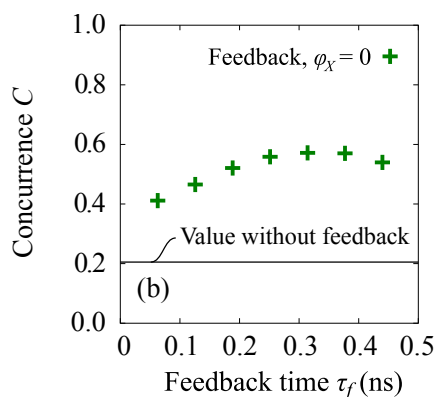 1.0
Feedback, φX = 0
0.8
0.6
0.4
Value without feedback
0.2
(b)
0.0
0 0.1 0.2 0.3 0.4 0.5
Feedback time τf (ns)
Concurrence C